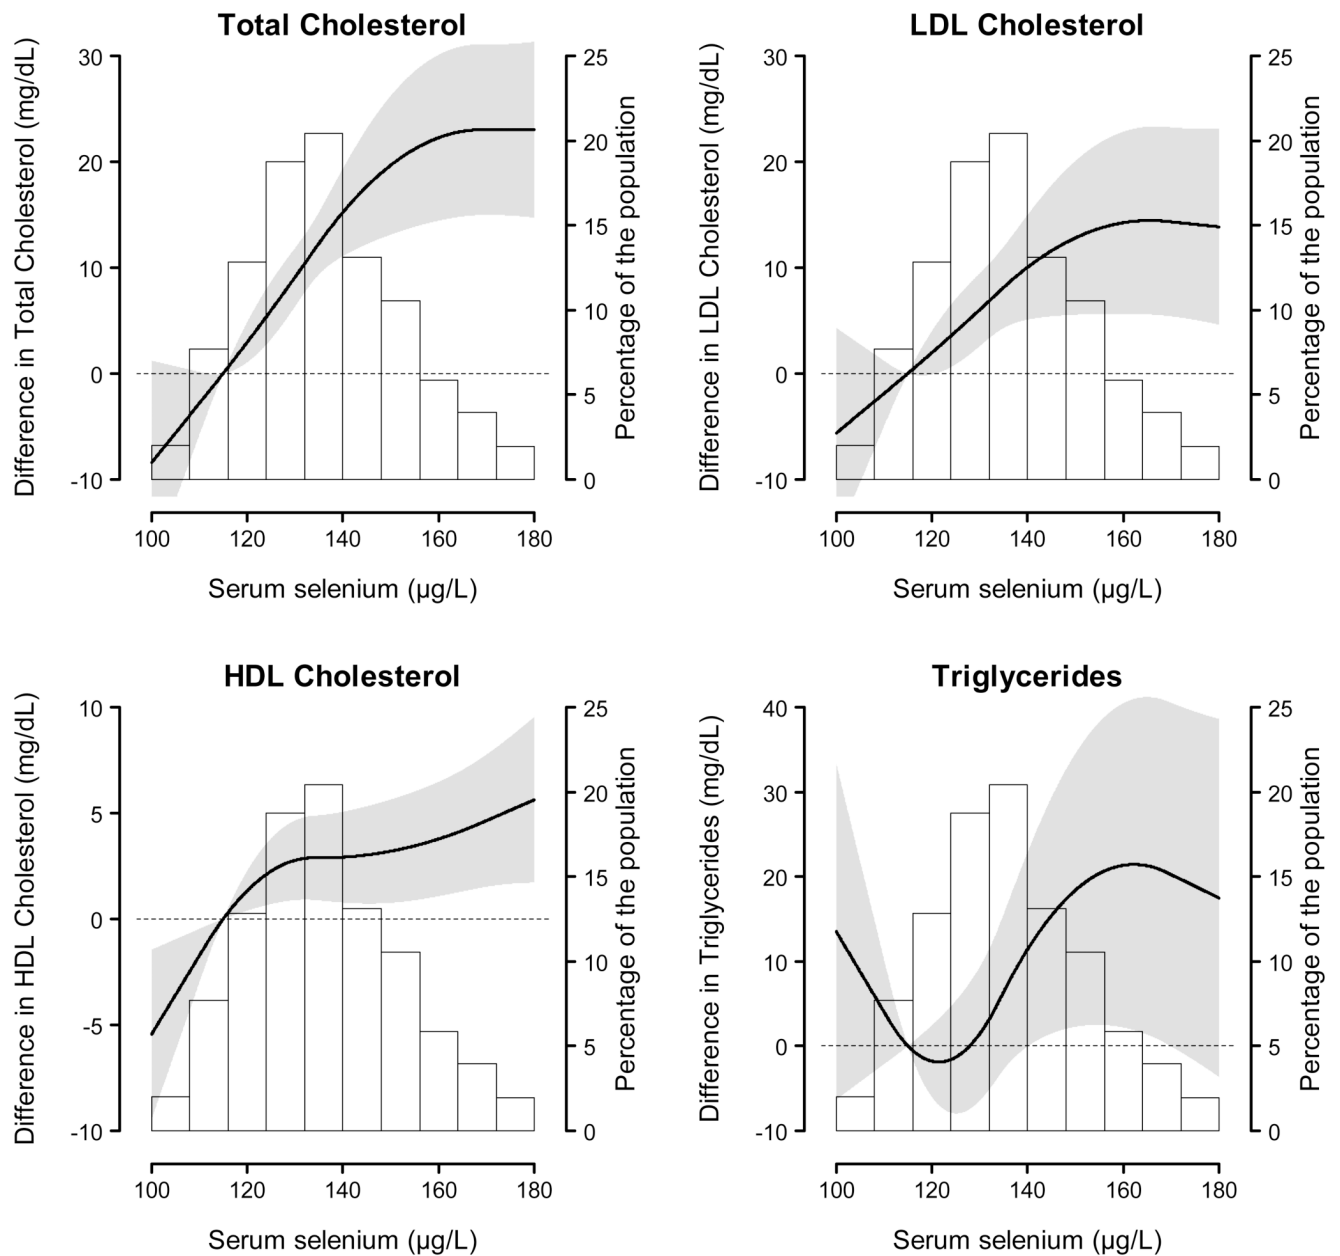 Total Cholesterol
Difference in Total Cholesterol (mg/dL)
30
20
10
0
-10
25
20
15
10
5
0
Percentage of the population
100 120 140 160 180
Serum selenium (µg/L)
LDL Cholesterol
Difference in LDL Cholesterol (mg/dL)
30
20
10
0
-10
25
20
15
10
5
0
Percentage of the population
100 120 140 160 180
Serum selenium (µg/L)
HDL Cholesterol
Difference in HDL Cholesterol (mg/dL)
10
5
0
-5
-10
25
20
15
10
5
0
Percentage of the population
100 120 140 160 180
Serum selenium (µg/L)
Triglycerides
Difference in Triglycerides (mg/dL)
40
30
20
10
0
-10
25
20
15
10
5
0
Percentage of the population
100 120 140 160 180
Serum selenium (µg/L)